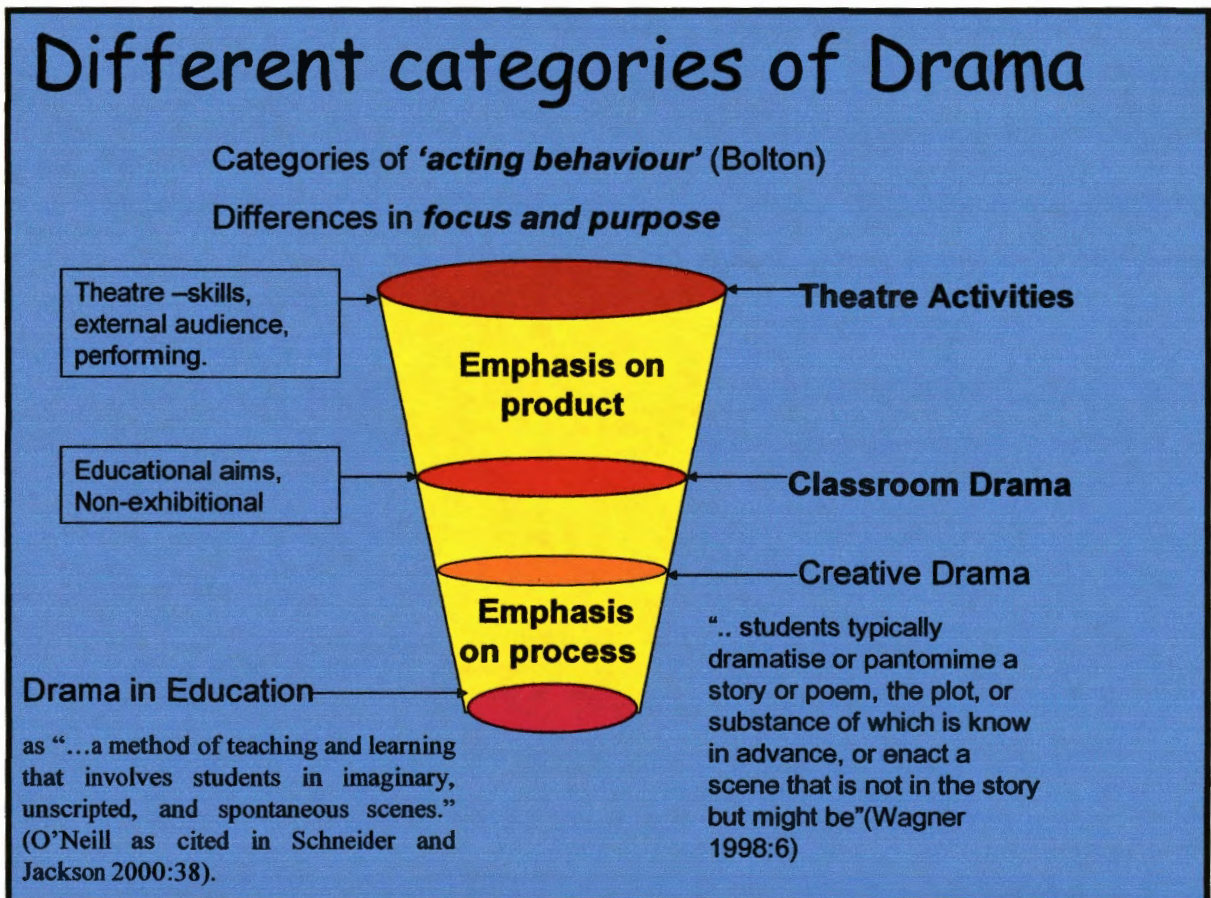 Different categories of Drama
Categories of 'acting behaviour' (Bolton)
Differences in focus and purpose
Theatre –skills,
external audience,
performing.
Theatre Activities
Emphasis on
product
Educational aims,
Non-exhibitional
Classroom Drama
Creative Drama
Emphasis
on process
Drama in Education
as "…a method of teaching and learning
that involves students in imaginary,
unscripted, and spontaneous scenes."
(O'Neill as cited in Schneider and
Jackson 2000:38).
".. students typically
dramatise or pantomime a
story or poem, the plot, or
substance of which is know
in advance, or enact a
scene that is not in the story
but might be"(Wagner
1998:6)